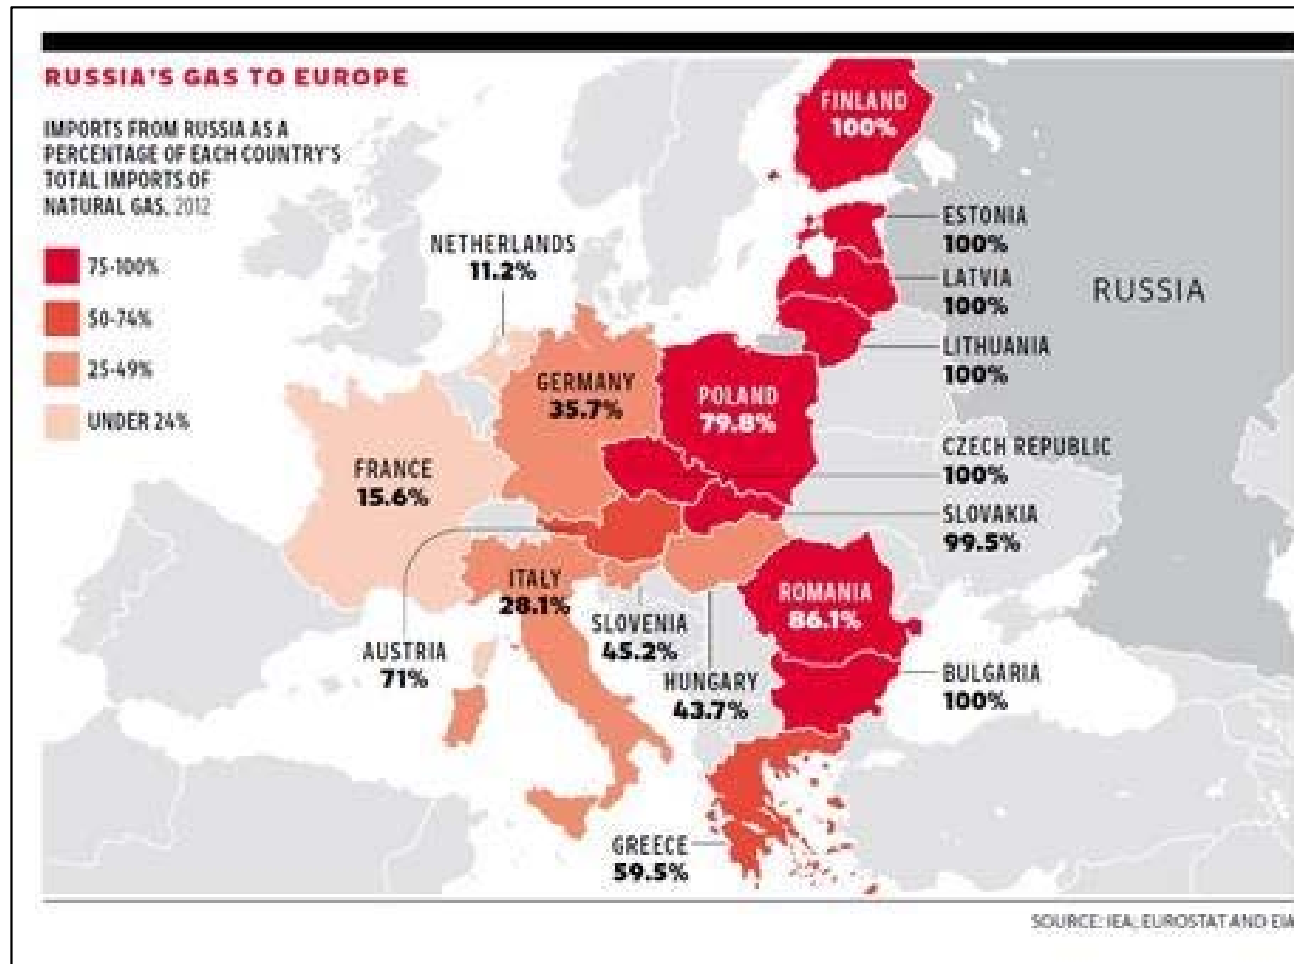 RUSSIA'S GAS TO EUROPE
IMPORTS FROM RUSSIA AS A
PERCENTAGE OF EACH COUNTRY'S
TOTAL IMPORTS OF
NATURAL GAS, 2012
75-100%
50-74%
25-49%
UNDER 24%
FINLAND
100%
ESTONIA
100%
LATVIA
100%
LITHUANIA
100%
RUSSIA
NETHERLANDS
11.2%
GERMANY
35.7%
POLAND
79.8%
CZECH REPUBLIC
100%
FRANCE
15.6%
SLOVAKIA
99.5%
ITALY
28.1%
ROMANIA
86.1%
SLOVENIA
45.2%
AUSTRIA
71%
HUNGARY
43.7%
BULGARIA
100%
GREECE
59.5%
SOURCE: IEA; EUROSTAT AND EIA